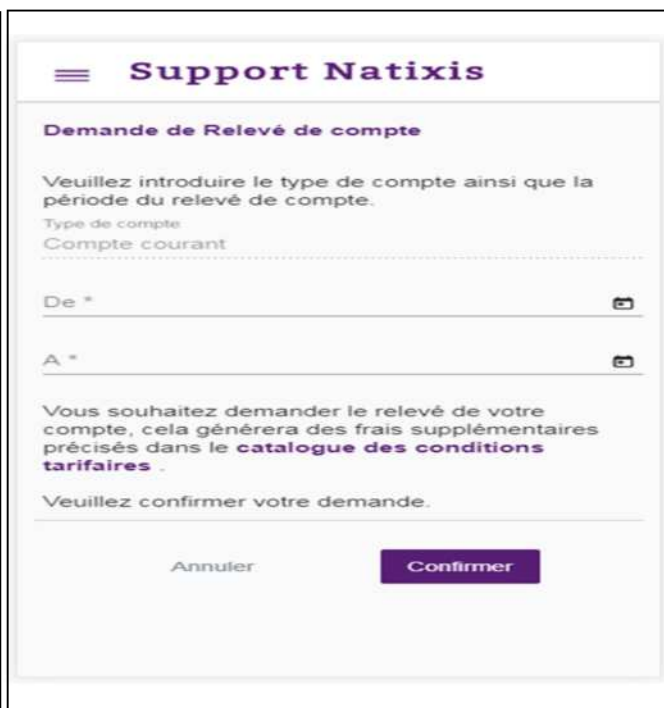 Support Natixis
Demande de Relevé de compte
Veuillez introduire le type de compte ainsi que la
période du relevé de compte.
Type de compte
Compte courant
De *
A *
Vous souhaitez demander le relevé de votre
compte, cela générera des frais supplémentaires
précisés dans le catalogue des conditions
tarifaires .
Veuillez confirmer votre demande.
Annuler Confirmer